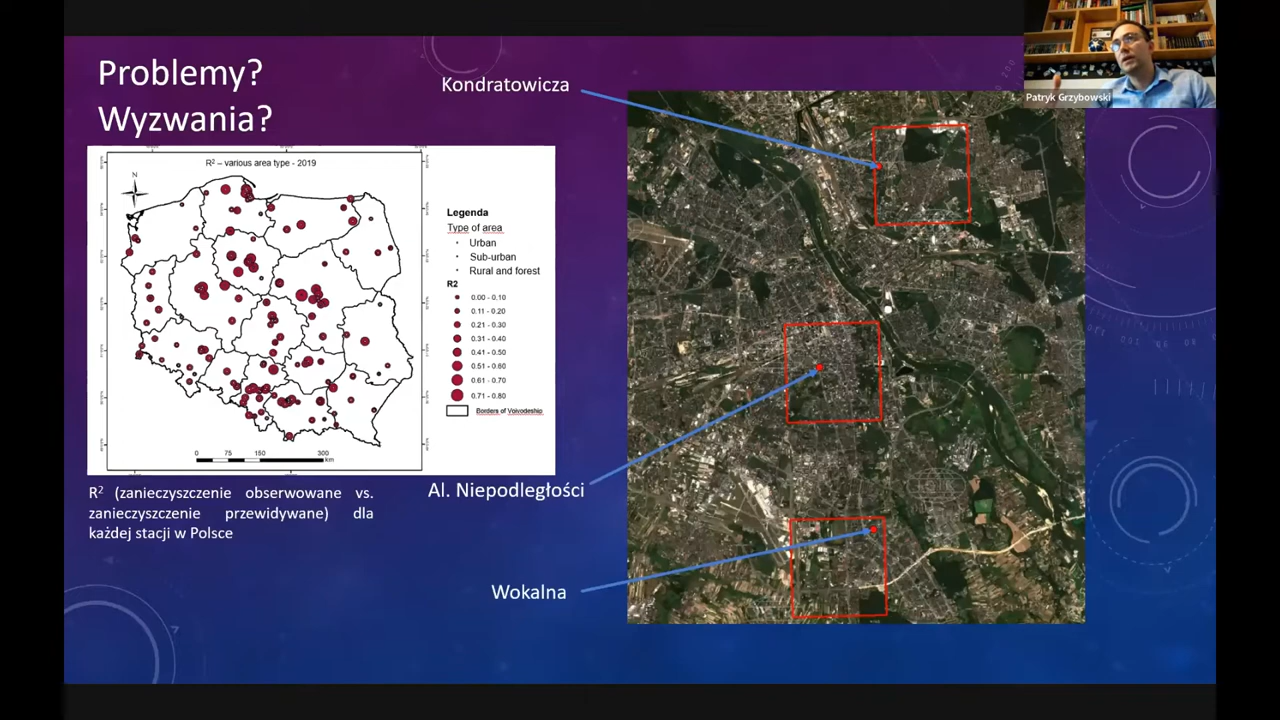 Problemy?
Wyzwania?
R² – various area type - 2019
N
Legenda
Type of area
Urban
Sub-urban
Rural and forest
R2
0.00 - 0.10
0.11 - 0.20
0.21 - 0.30
0.31 - 0.40
0.41 - 0.50
0.51 - 0.60
0.61 - 0.70
0.71 - 0.80
Borders of Voivodeship
0 75 150 300
km
R² (zanieczyszczenie obserwowane vs.
zanieczyszczenie przewidywane) dla
każdej stacji w Polsce
Kondratowicza
Al. Niepodległości
Wokalna
Patryk Grzybowski